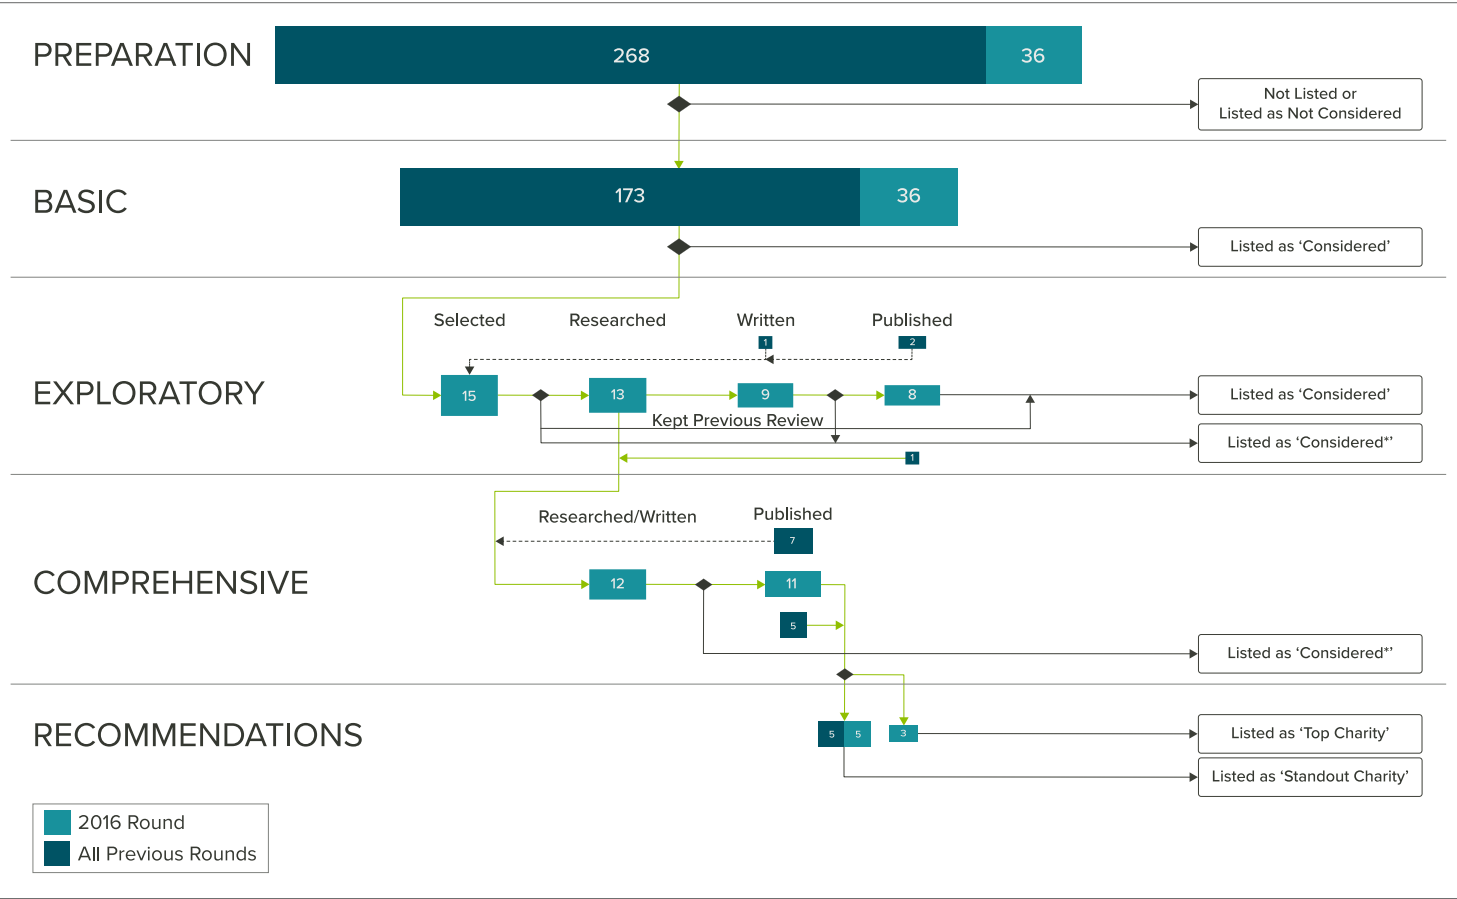 PREPARATION
268
36
Not Listed or
Listed as Not Considered
BASIC
173
36
Listed as ‘Considered’
EXPLORATORY
Selected
Researched
Written
Published
1
2
15
13
9
8
Listed as ‘Considered’
Kept Previous Review
Listed as ‘Considered*’
1
COMPREHENSIVE
Researched/Written
Published
7
12
11
5
Listed as ‘Considered*’
RECOMMENDATIONS
5
5
3
Listed as ‘Top Charity’
Listed as ‘Standout Charity’
2016 Round
All Previous Rounds